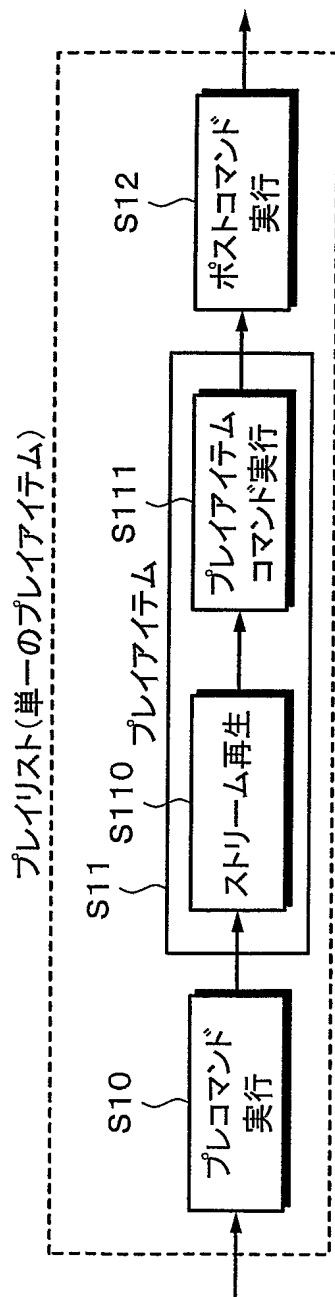 プレイリスト(単一のプレイアイテム)
S10
プレコマンド
実行
S11
プレイアイテム
S110
ストリーム再生
S111
プレイアイテム
コマンド実行
S12
ポストコマンド
実行